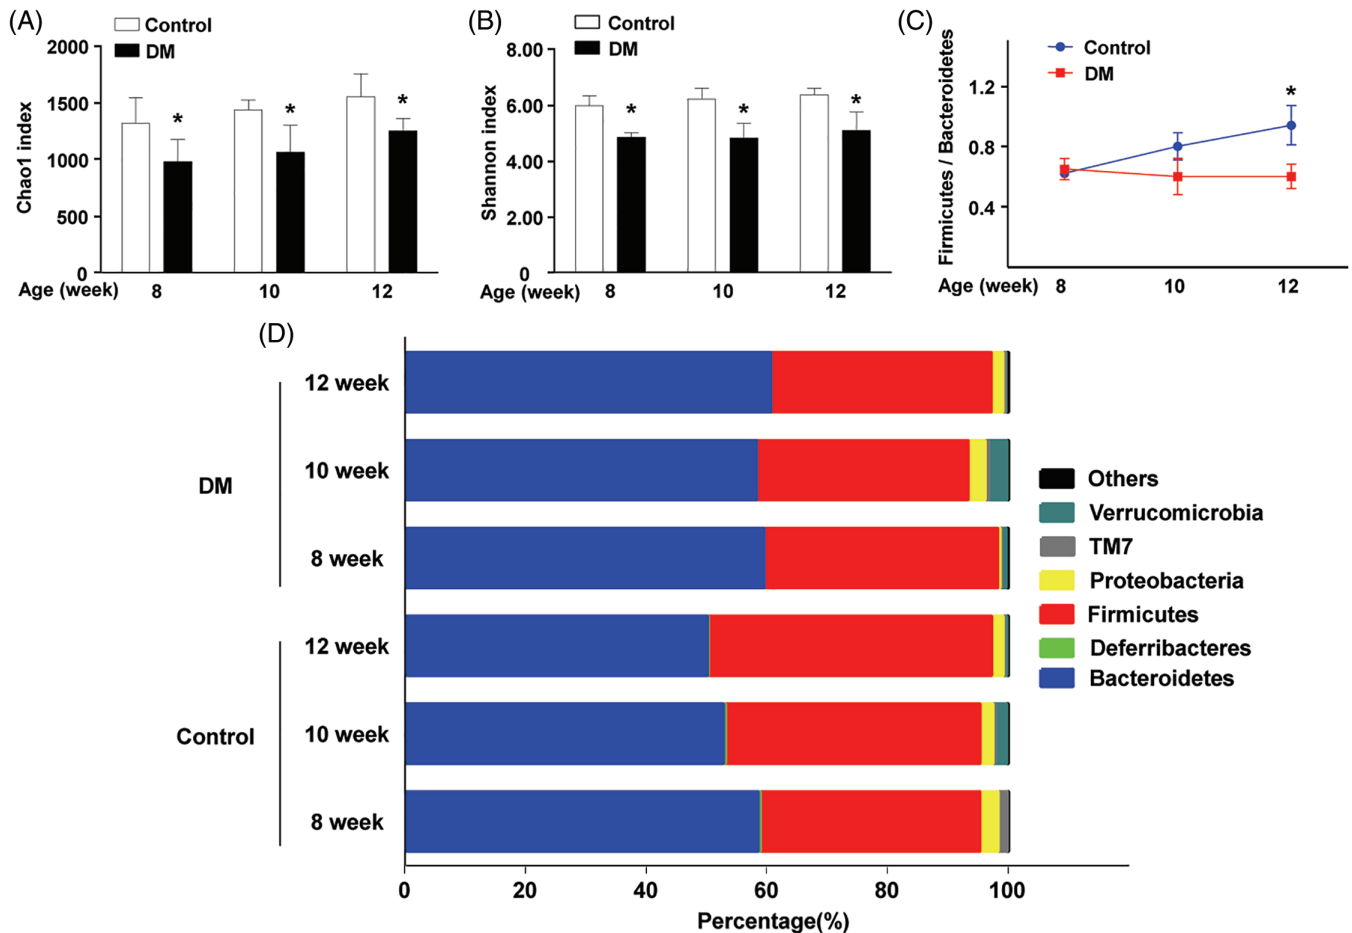 (A)
Control
DM
Chao1 index
2000
1500
1000
500
0
*
*
*
Age (week)
8
10
12
(B)
Control
DM
Shannon index
8.00
6.00
4.00
2.00
0
*
*
*
Age (week)
8
10
12
(C)
Control
DM
Firmicutes / Bacteroidetes
1.2
0.8
0.4
*
Age (week)
8
10
12
(D)
DM
12 week
10 week
8 week
Control
12 week
10 week
8 week
0
20
40
60
80
100
Percentage(%)
Others
Verrucomicrobia
TM7
Proteobacteria
Firmicutes
Deferribacteres
Bacteroidetes